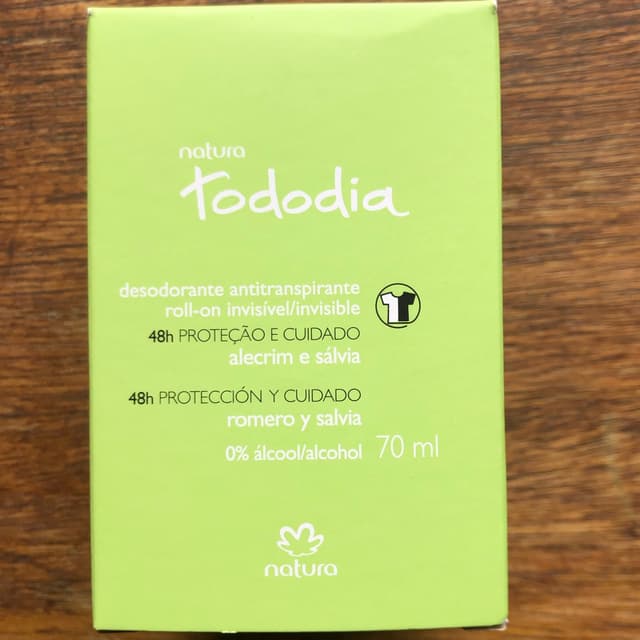 natura
tododia
desodorante antitranspirante
roll-on invisível/invisible
48h PROTEÇÃO E CUIDADO
alecrim e sálvia
48h PROTECCIÓN Y CUIDADO
romero y salvia
0% álcool/alcohol 70 ml
natura